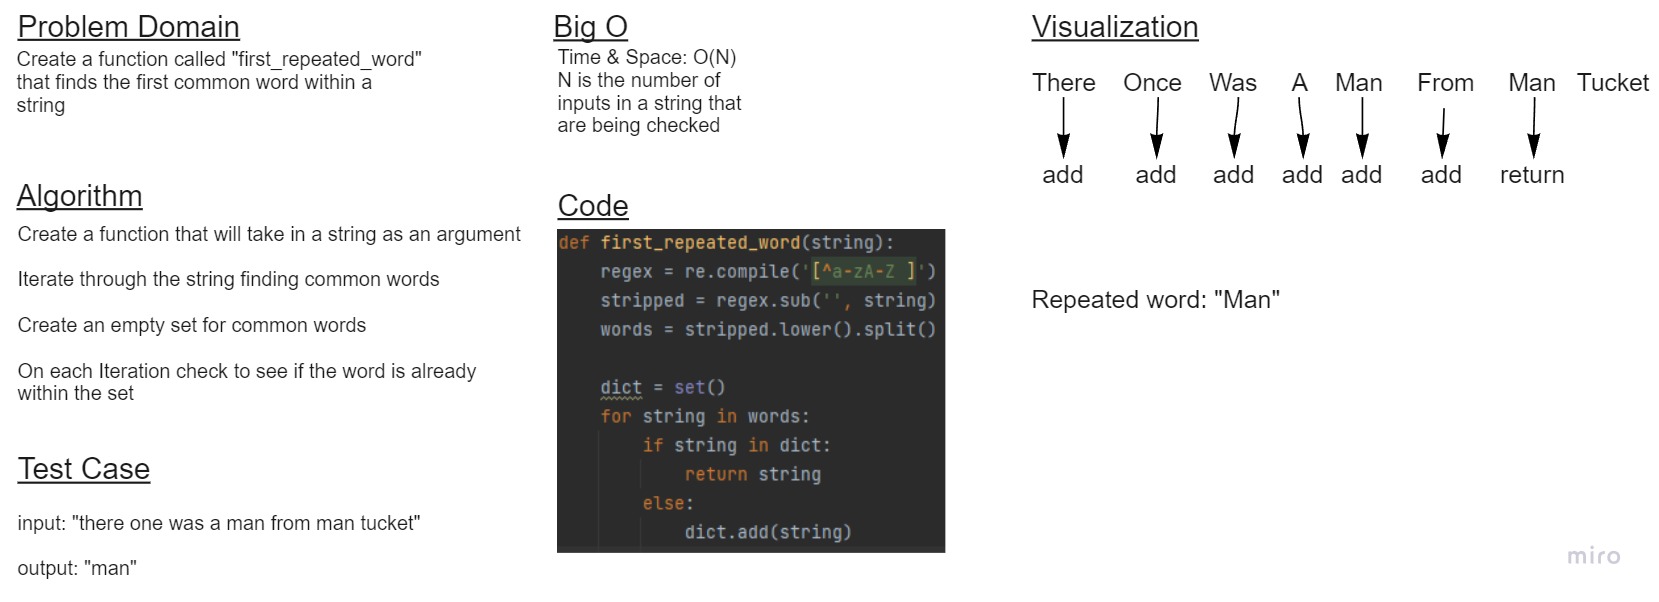 Problem Domain
Create a function called "first_repeated_word"
that finds the first common word within a
string
Algorithm
Create a function that will take in a string as an argument
Iterate through the string finding common words
Create an empty set for common words
On each Iteration check to see if the word is already
within the set
Test Case
input: "there one was a man from man tucket"
output: "man"
Big O
Time & Space: O(N)
N is the number of
inputs in a string that
are being checked
Code
def first_repeated_word(string):
    regex = re.compile('[^a-zA-Z ]')
    stripped = regex.sub('', string)
    words = stripped.lower().split()
    dict = set()
    for string in words:
        if string in dict:
            return string
        else:
            dict.add(string)
Visualization
There Once Was A Man From Man Tucket
add add add add add add return
Repeated word: "Man"
miro